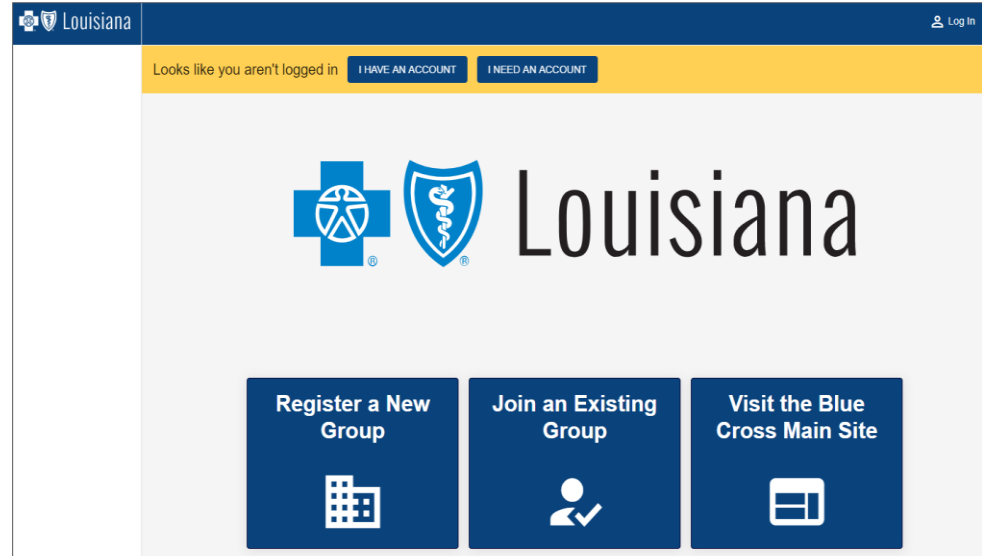 Louisiana
Log In
Looks like you aren't logged in I HAVE AN ACCOUNT I NEED AN ACCOUNT
Louisiana
® ®
Register a New
Group
Join an Existing
Group
Visit the Blue
Cross Main Site